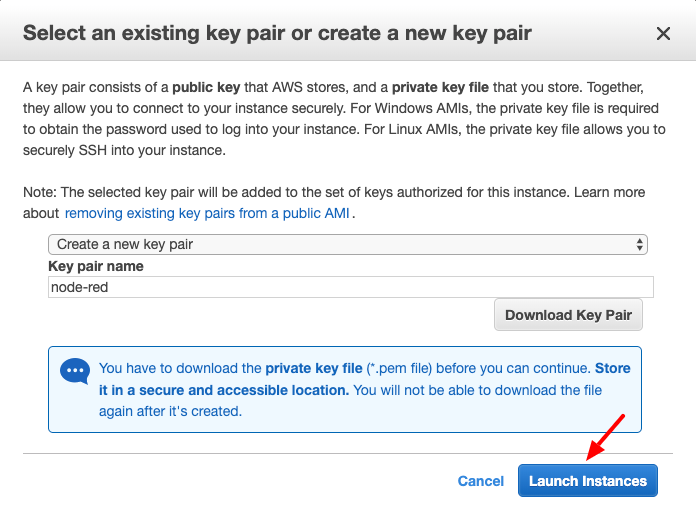 Select an existing key pair or create a new key pair
A key pair consists of a public key that AWS stores, and a private key file that you store. Together,
they allow you to connect to your instance securely. For Windows AMIs, the private key file is required
to obtain the password used to log into your instance. For Linux AMIs, the private key file allows you to
securely SSH into your instance.
Note: The selected key pair will be added to the set of keys authorized for this instance. Learn more
about removing existing key pairs from a public AMI.
Create a new key pair
Key pair name
node-red
Download Key Pair
You have to download the private key file (*.pem file) before you can continue. Store
it in a secure and accessible location. You will not be able to download the file
again after it's created.
Cancel Launch Instances